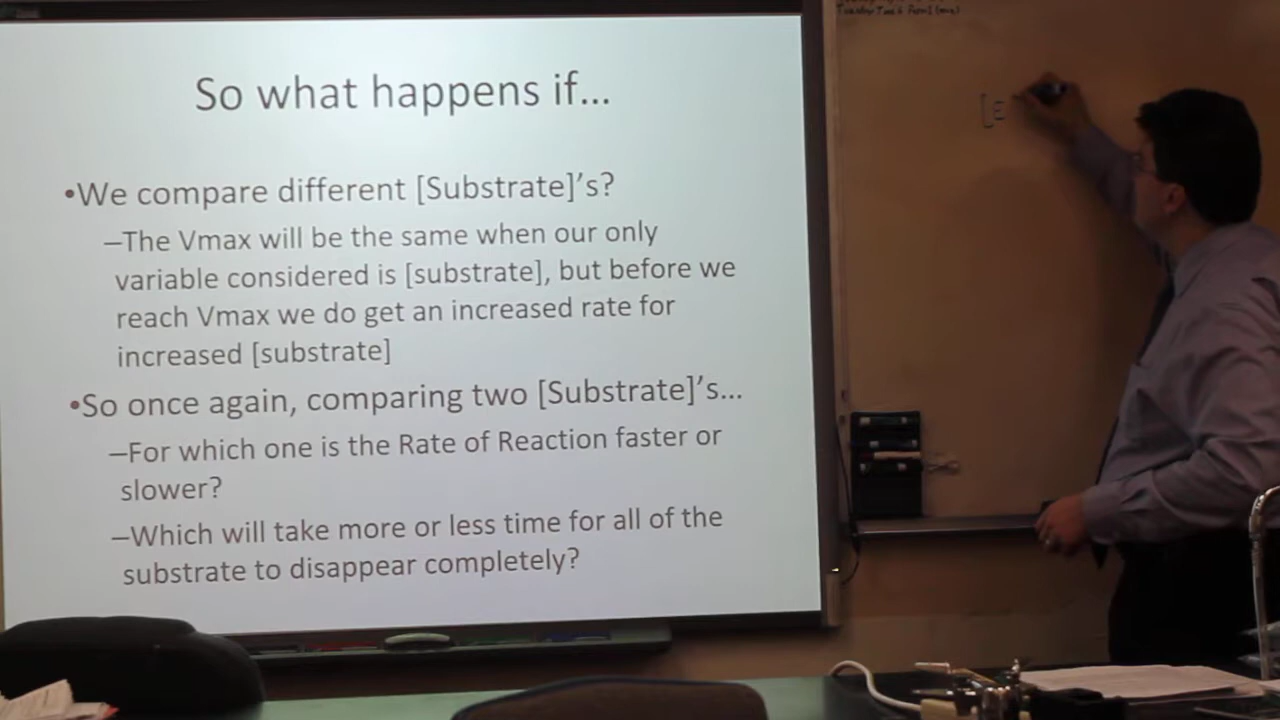 So what happens if...
•We compare different [Substrate]'s?
–The Vmax will be the same when our only
variable considered is [substrate], but before we
reach Vmax we do get an increased rate for
increased [substrate]
•So once again, comparing two [Substrate]'s...
–For which one is the Rate of Reaction faster or
slower?
–Which will take more or less time for all of the
substrate to disappear completely?
[E